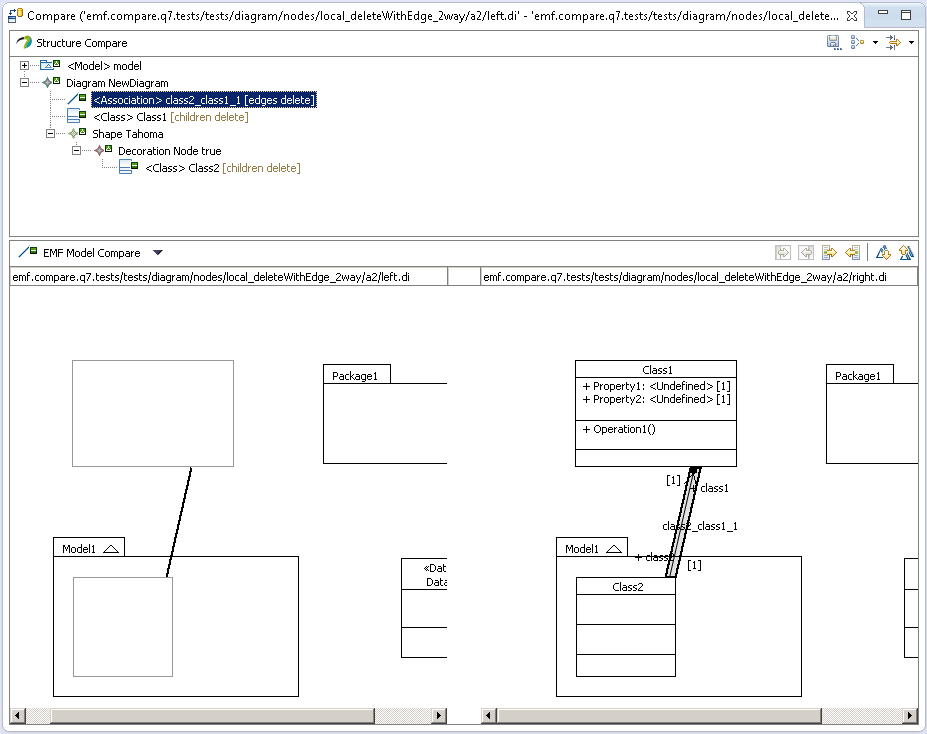 Compare ('emf.compare.q7.tests/tests/diagram/nodes/local_deleteWithEdge_2way/a2/left.di' - 'emf.compare.q7.tests/tests/diagram/nodes/local_delete...
Structure Compare
<Model> model
Diagram NewDiagram
<Association> class2_class1_1 [edges delete]
<Class> Class1 [children delete]
Shape Tahoma
Decoration Node true
<Class> Class2 [children delete]
EMF Model Compare
emf.compare.q7.tests/tests/diagram/nodes/local_deleteWithEdge_2way/a2/left.di
emf.compare.q7.tests/tests/diagram/nodes/local_deleteWithEdge_2way/a2/right.di
Package1
Model1
«Dat
Data
Class1
+ Property1: <Undefined> [1]
+ Property2: <Undefined> [1]
+ Operation1()
Package1
[1]
+ class1
class2_class1_1
+ class2
[1]
Model1
Class2